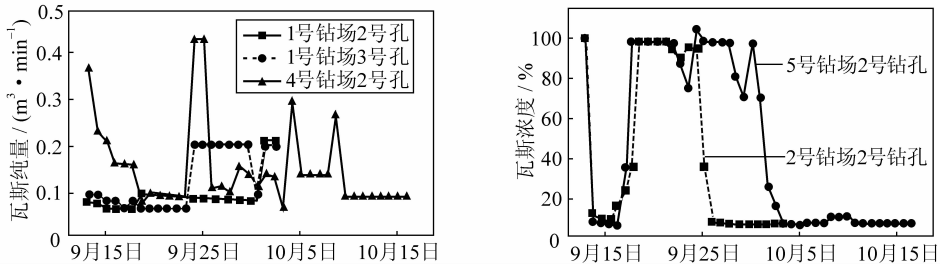 0.5
0.4
0.3
0.2
0.1
0
瓦斯纯量 / (m³•min⁻¹)
1号钻场2号孔
1号钻场3号孔
4号钻场2号孔
9月15日 9月25日 10月5日 10月15日
100
80
60
40
20
0
瓦斯浓度 / %
5号钻场2号钻孔
2号钻场2号钻孔
9月15日 9月25日 10月5日 10月15日